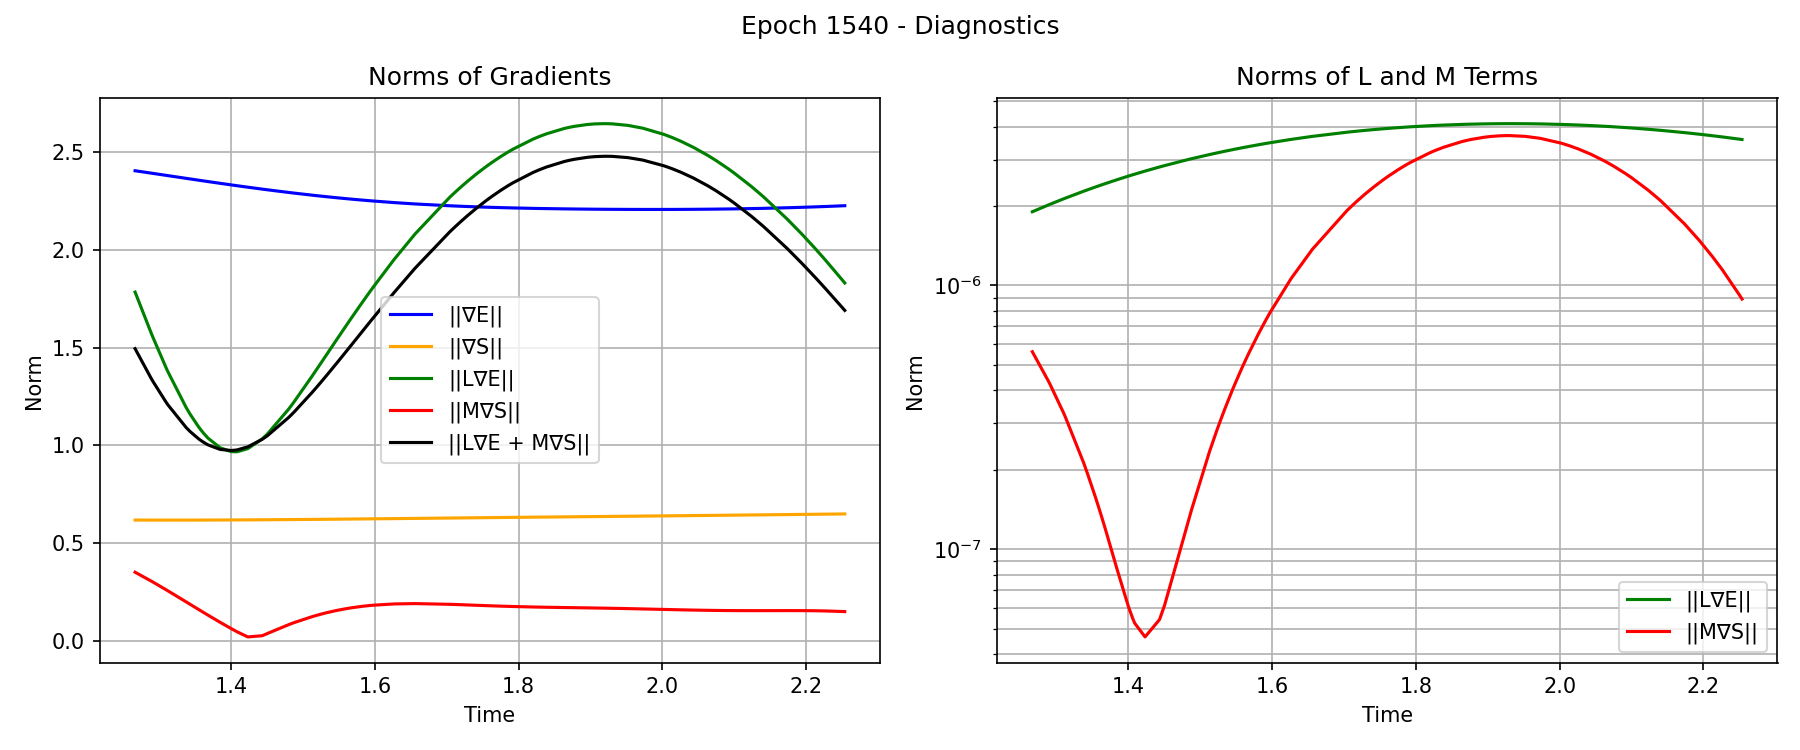 Epoch 1540 - Diagnostics
Norms of Gradients
Norm
2.5
2.0
1.5
1.0
0.5
0.0
||∇E||
||∇S||
||L∇E||
||M∇S||
||L∇E + M∇S||
1.4 1.6 1.8 2.0 2.2
Time
Norms of L and M Terms
Norm
10⁻⁶
10⁻⁷
||L∇E||
||M∇S||
1.4 1.6 1.8 2.0 2.2
Time